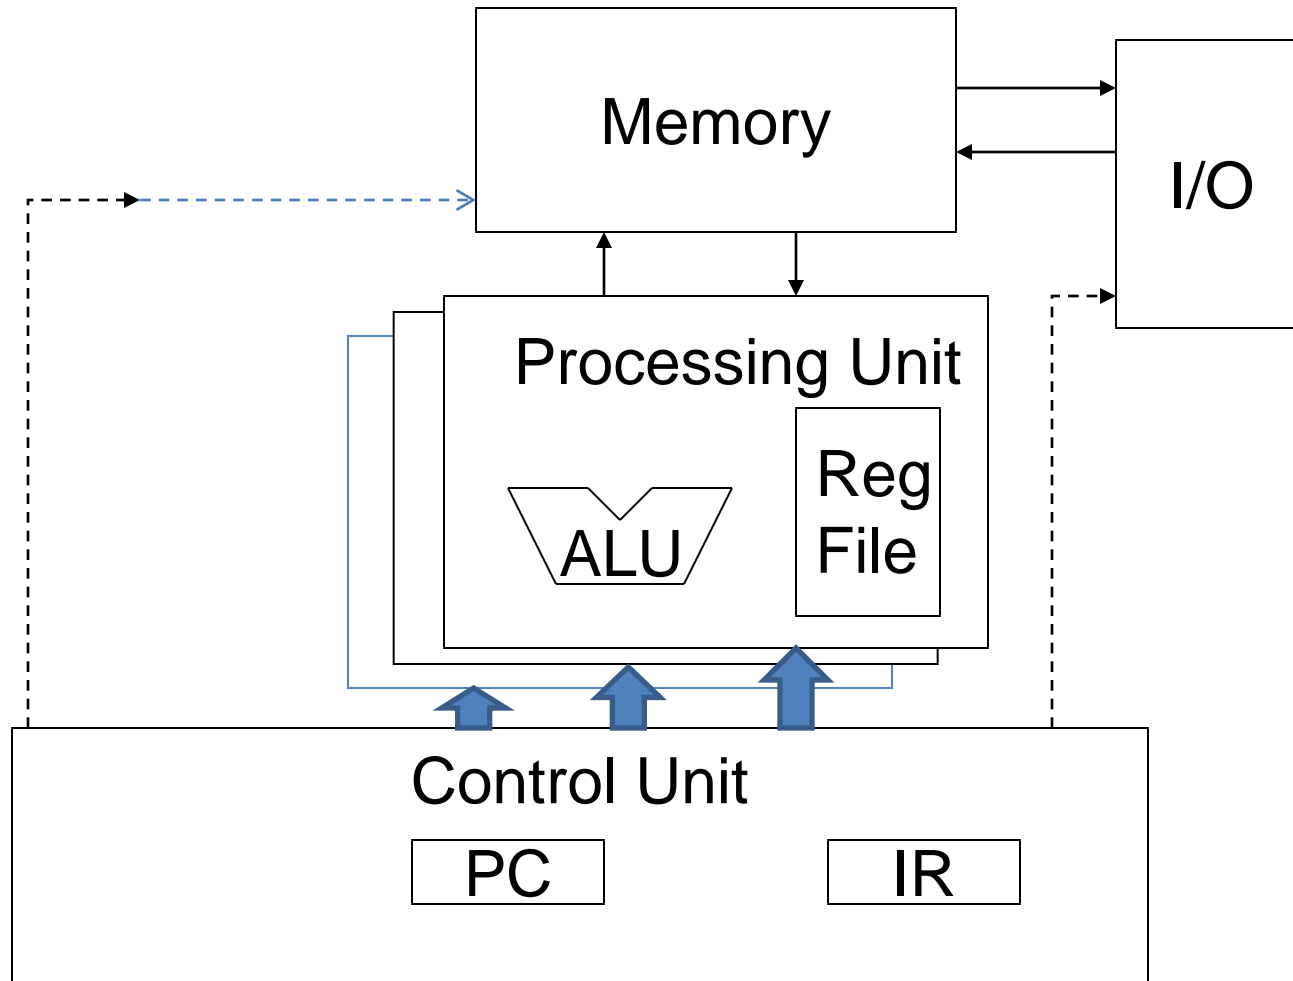 Memory
I/O
Processing Unit
Reg
File
ALU
Control Unit
PC
IR